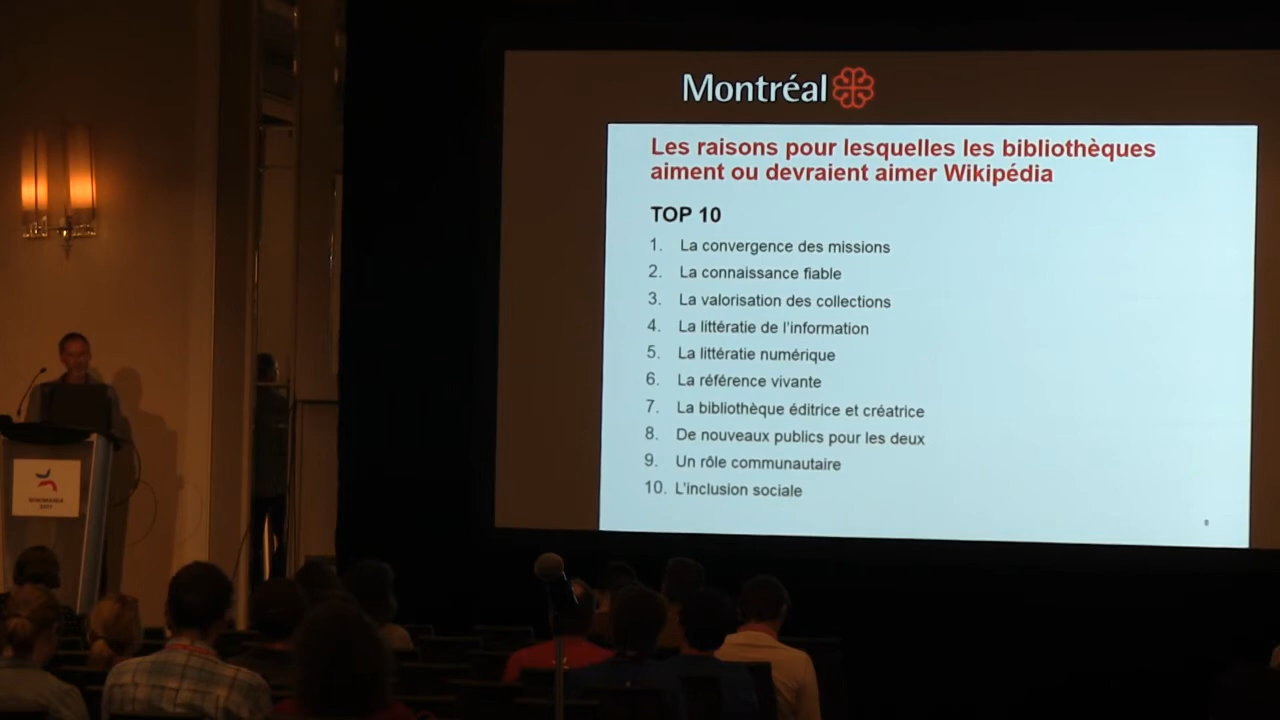 Montréal
Les raisons pour lesquelles les bibliothèques
aiment ou devraient aimer Wikipédia
TOP 10
1. La convergence des missions
2. La connaissance fiable
3. La valorisation des collections
4. La littératie de l'information
5. La littératie numérique
6. La référence vivante
7. La bibliothèque éditrice et créatrice
8. De nouveaux publics pour les deux
9. Un rôle communautaire
10. L'inclusion sociale
8
WIKIMANIA
2017